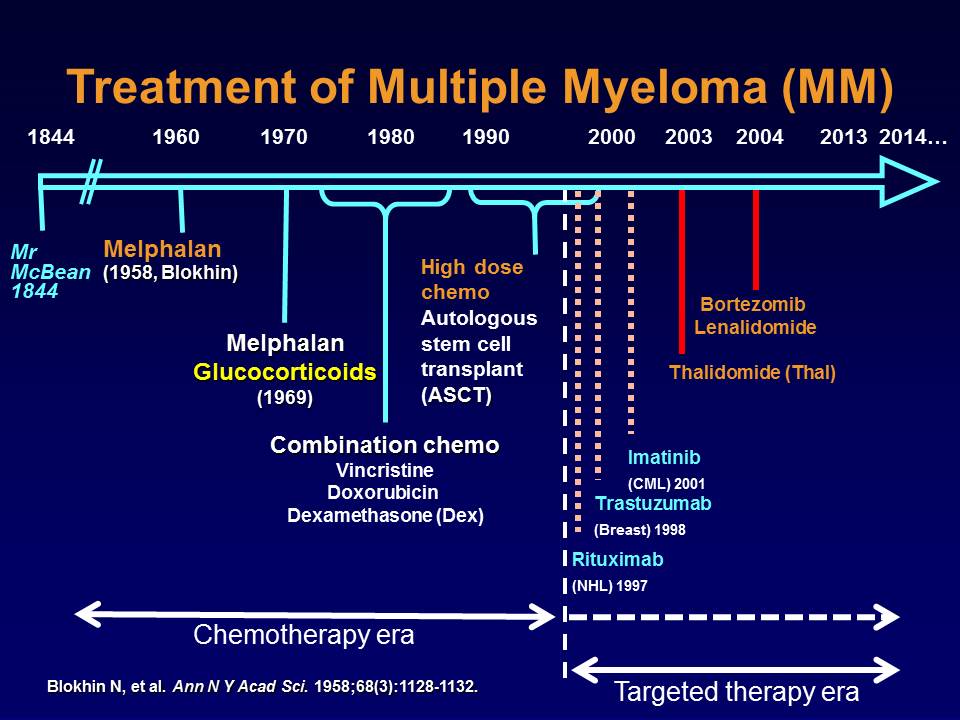 Treatment of Multiple Myeloma (MM)
1844 1960 1970 1980 1990 2000 2003 2004 2013 2014…
Mr
McBean
1844
Melphalan
(1958, Blokhin)
Melphalan
Glucocorticoids
(1969)
Combination chemo
Vincristine
Doxorubicin
Dexamethasone (Dex)
High dose
chemo
Autologous
stem cell
transplant
(ASCT)
Bortezomib
Lenalidomide
Thalidomide (Thal)
Imatinib
(CML) 2001
Trastuzumab
(Breast) 1998
Rituximab
(NHL) 1997
Chemotherapy era
Targeted therapy era
Blokhin N, et al. Ann N Y Acad Sci. 1958;68(3):1128-1132.